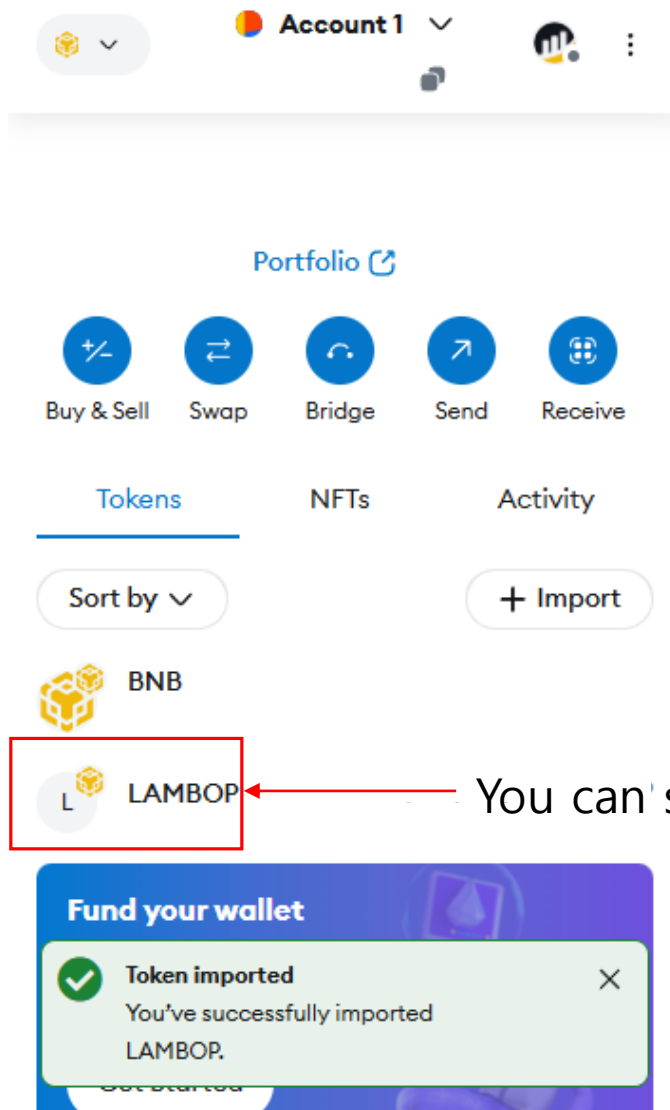 Account 1
Portfolio
Buy & Sell
Swap
Bridge
Send
Receive
Tokens
NFTs
Activity
Sort by
+ Import
BNB
L
LAMBOP
You can
Fund your wallet
Token imported
You've successfully imported
LAMBOP.